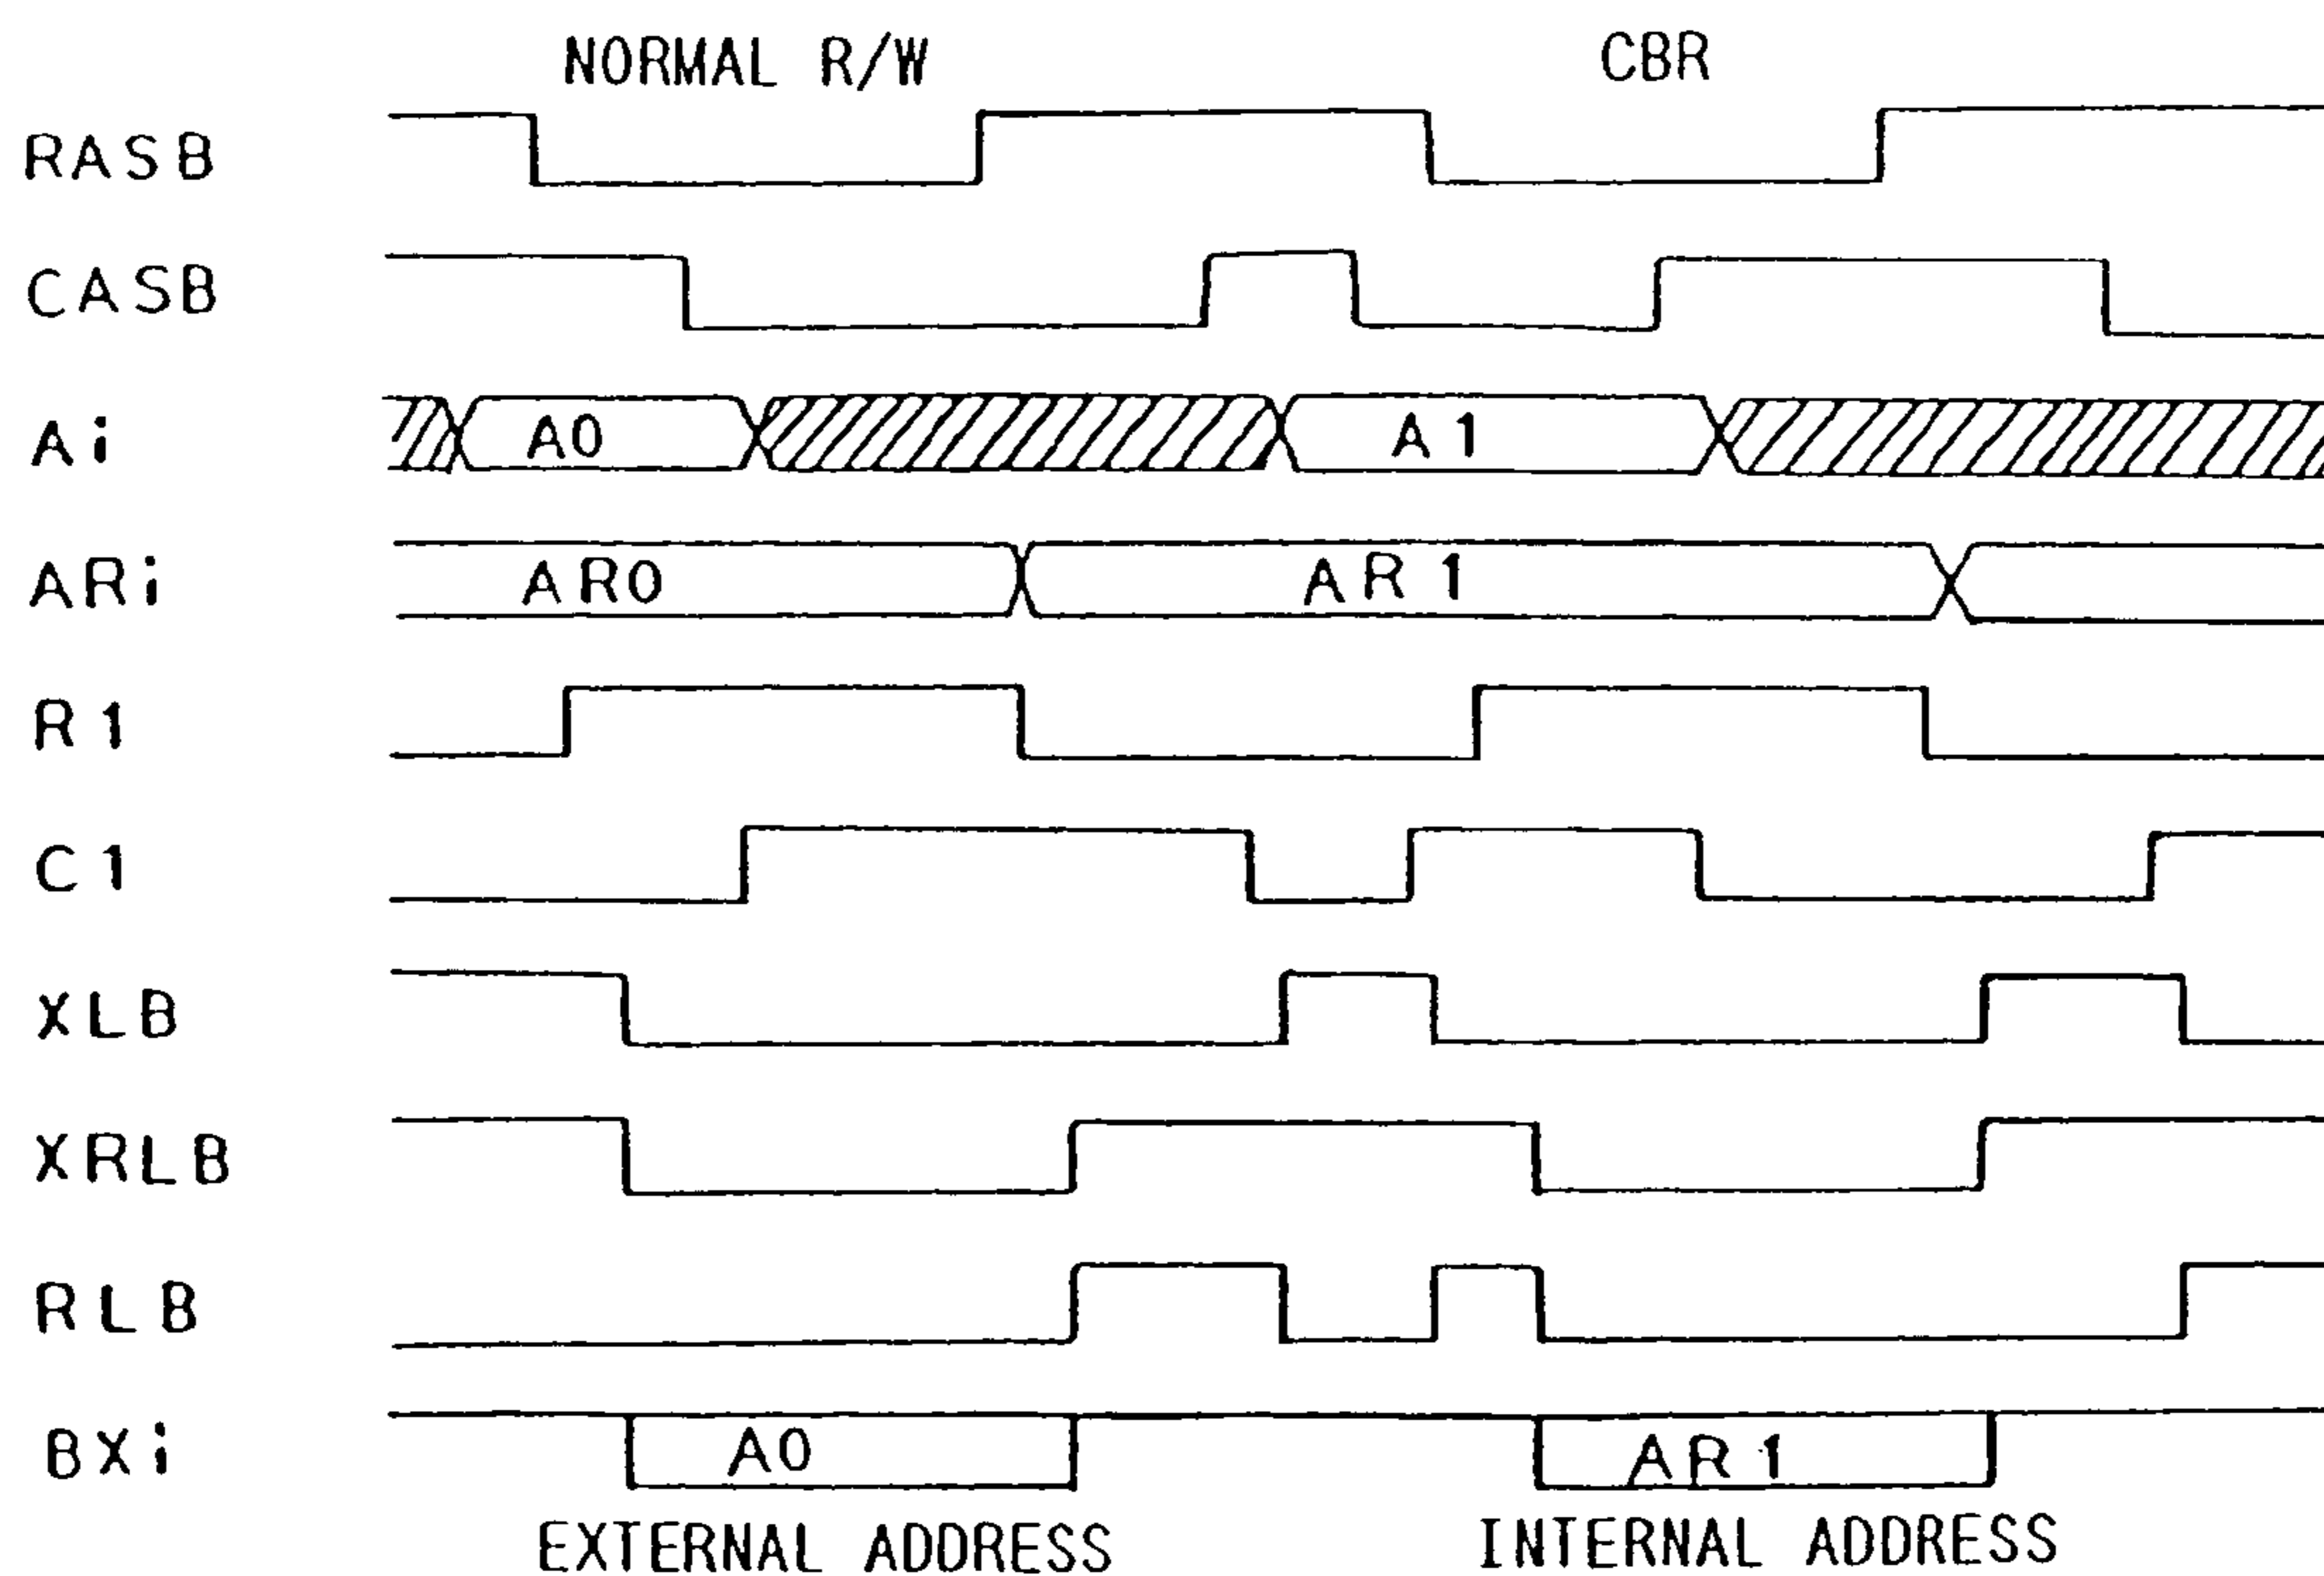 NORMAL R/W CBR
RASB
CASB
Ai A0 A1
ARi AR0 AR1
R1
C1
XLB
XRLB
RLB
BXi A0 AR1
EXTERNAL ADDRESS INTERNAL ADDRESS